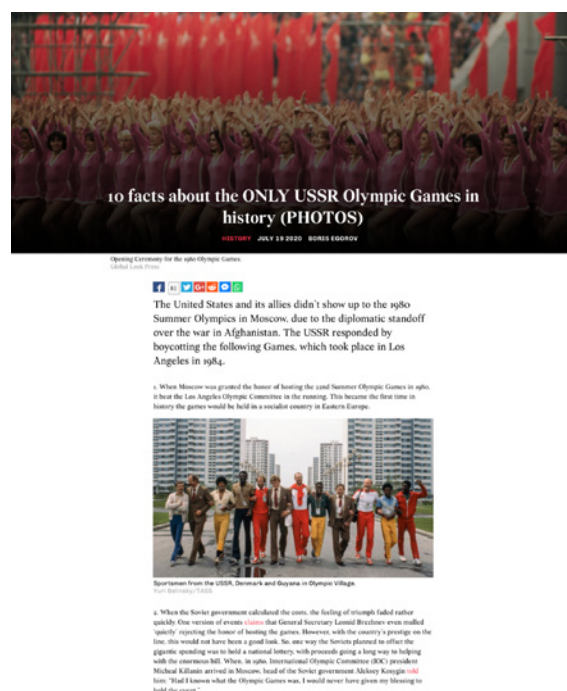 10 facts about the ONLY USSR Olympic Games in
history (PHOTOS)
HISTORY JULY 19 2020 BORIS EGOROV
Opening Ceremony for the 1980 Olympic Games.
Global Look Press
81
The United States and its allies didn't show up to the 1980
Summer Olympics in Moscow, due to the diplomatic standoff
over the war in Afghanistan. The USSR responded by
boycotting the following Games, which took place in Los
Angeles in 1984.
1. When Moscow was granted the honor of hosting the 22nd Summer Olympic Games in 1980,
it beat the Los Angeles Olympic Committee in the running. This became the first time in
history the games would be held in a socialist country in Eastern Europe.
Sportsmen from the USSR, Denmark and Guyana in Olympic Village.
Yuri Belinsky/TASS
2. When the Soviet government calculated the costs, the feeling of triumph faded rather
quickly. One version of events claims that General Secretary Leonid Brezhnev even mulled
'quietly' rejecting the honor of hosting the games. However, with the country's prestige on the
line, this would not have been a good look. So, one way the Soviets planned to offset the
gigantic spending was to hold a national lottery, with proceeds going a long way to helping
with the enormous bill. When, in 1980, International Olympic Committee (IOC) president
Micheal Killanin arrived in Moscow, head of the Soviet government Aleksey Kosygin told
him: "Had I known what the Olympic Games was, I would never have given my blessing to
hold the event."